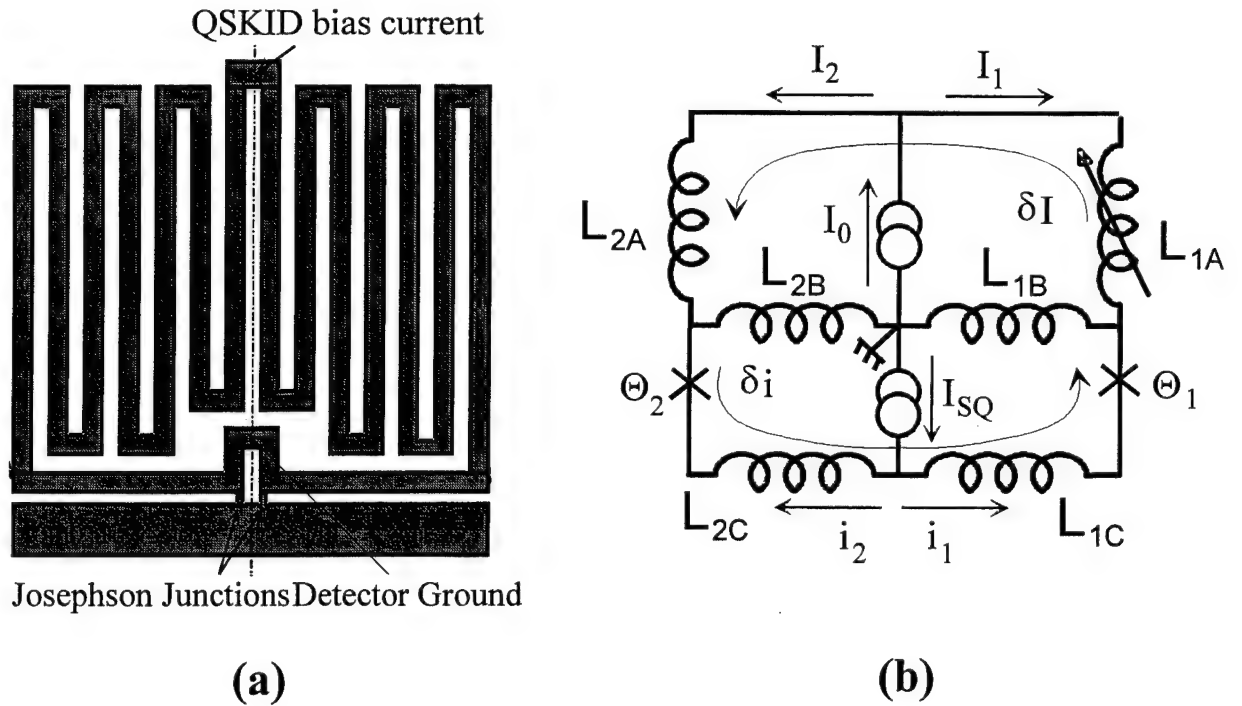 QSKID bias current
Josephson Junctions Detector Ground
(a)
I₂ I₁
L₂A I₀ δI L₁A
L₂B L₁B
Θ₂ δi I_SQ Θ₁
L₂C i₂ i₁ L₁C
(b)